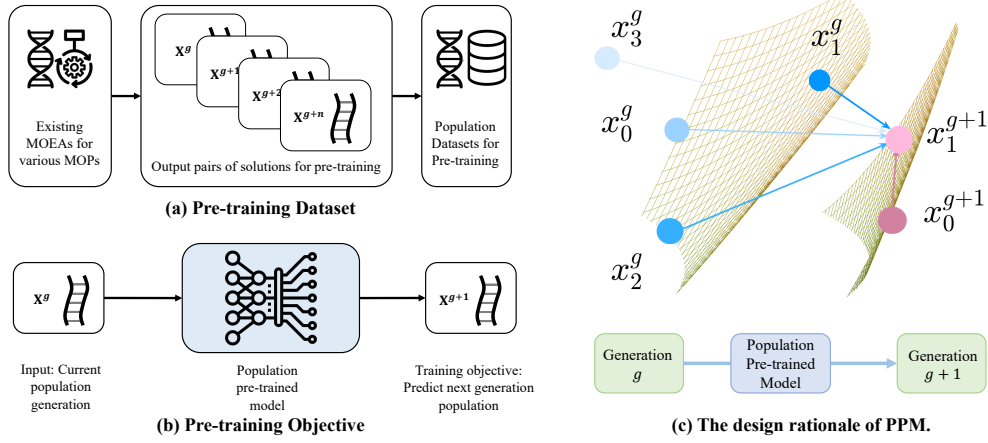 X^g
X^{g+1}
X^{g+2}
X^{g+n}
Existing
MOEAs for
various MOPs
Output pairs of solutions for pre-training
Population
Datasets for
Pre-training
(a) Pre-training Dataset
X^g
X^{g+1}
Input: Current
population
generation
Population
pre-trained
model
Training objective:
Predict next generation
population
(b) Pre-training Objective
x_3^g
x_1^g
x_0^g
x_1^{g+1}
x_0^{g+1}
x_2^g
Generation
g
Population
Pre-trained
Model
Generation
g + 1
(c) The design rationale of PPM.